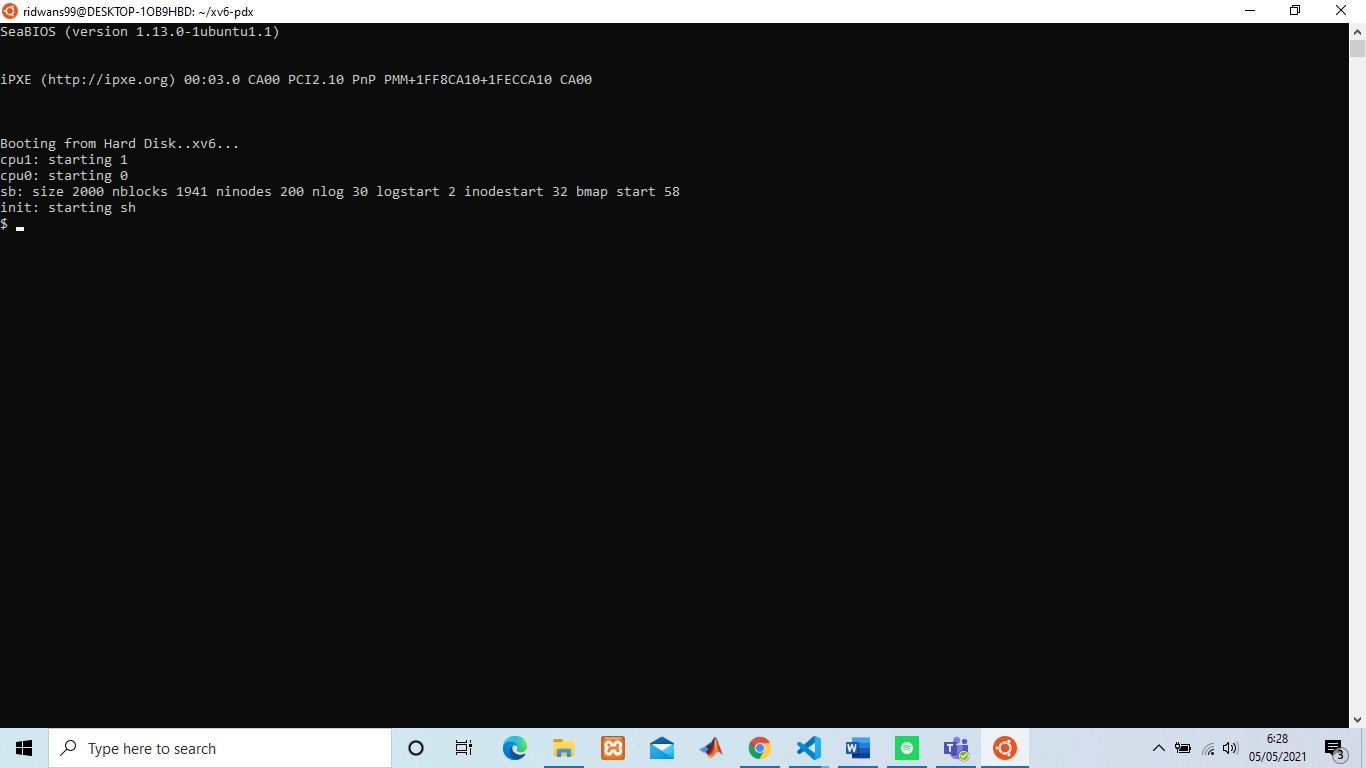 ridwans99@DESKTOP-1OB9HBD: ~/xv6-pdx
SeaBIOS (version 1.13.0-1ubuntu1.1)
iPXE (http://ipxe.org) 00:03.0 CA00 PCI2.10 PnP PMM+1FF8CA10+1FECCA10 CA00
Booting from Hard Disk..xv6...
cpu1: starting 1
cpu0: starting 0
sb: size 2000 nblocks 1941 ninodes 200 nlog 30 logstart 2 inodestart 32 bmap start 58
init: starting sh
$
Type here to search
6:28
05/05/2021
3